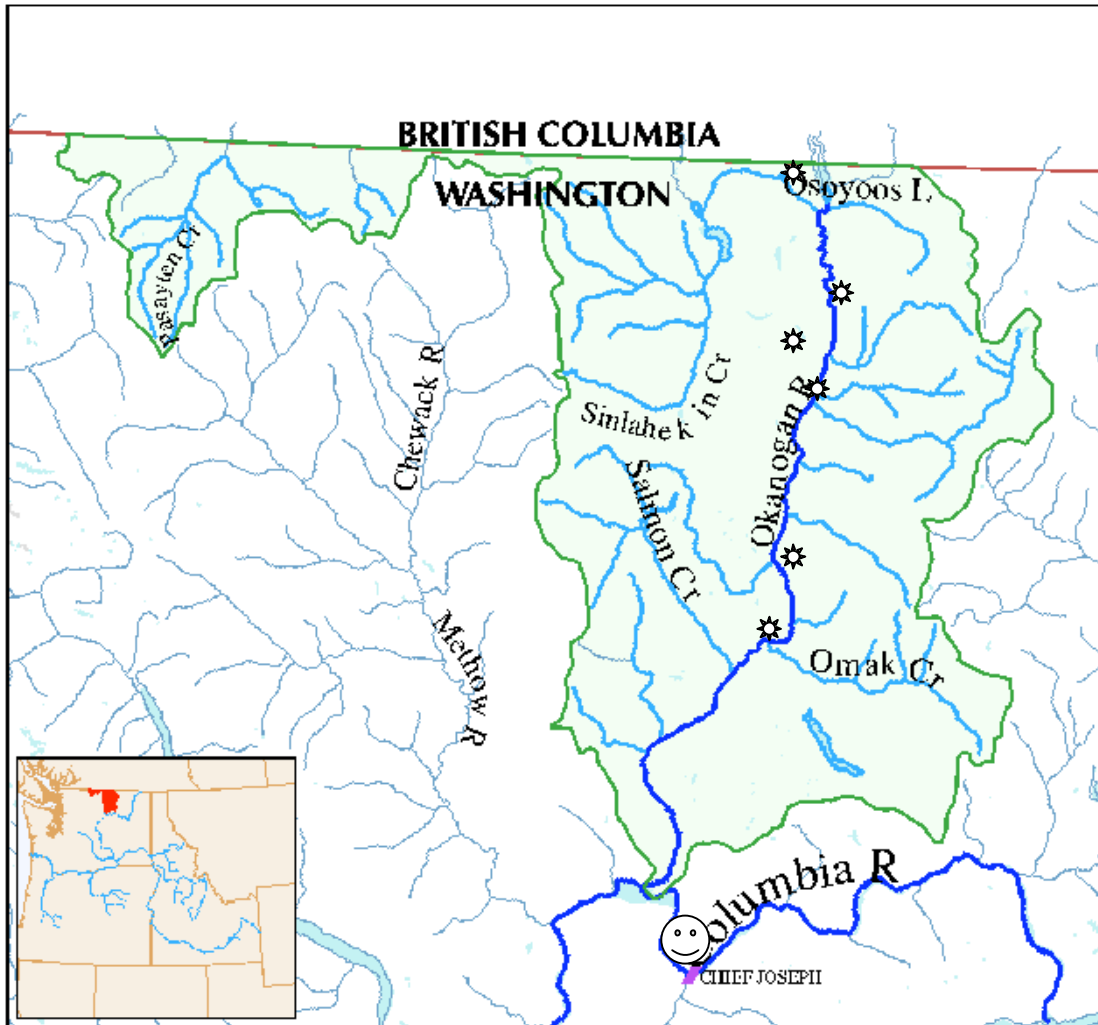 BRITISH COLUMBIA
WASHINGTON
Osoyoos L
Pasayten Cr
Chewack R
Sinlahekin Cr
Okanogan R
Salmon Cr
Methow R
Omak Cr
Columbia R
CHIEF JOSEPH